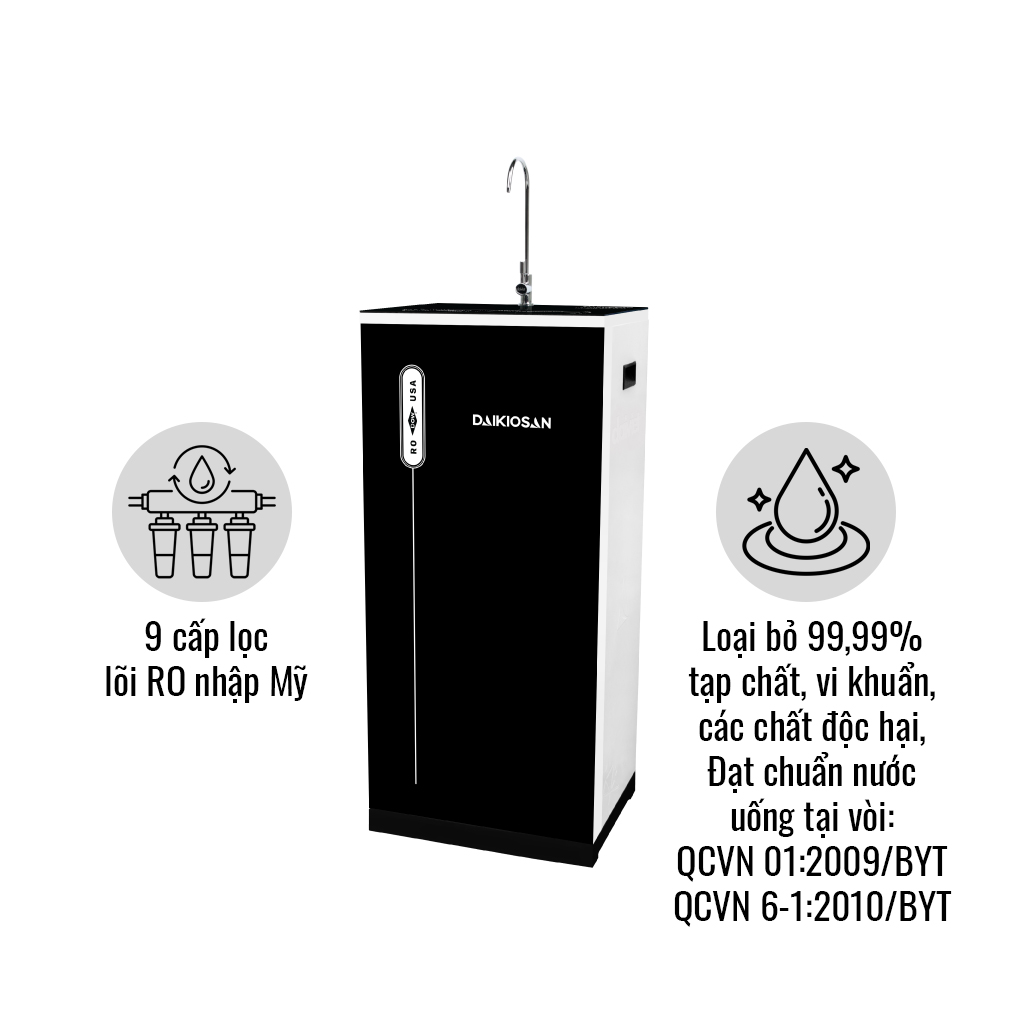 RO DOW USA
DAIKIOSAN
9 cấp lọc
lõi RO nhập Mỹ
Loại bỏ 99,99%
tạp chất, vi khuẩn,
các chất độc hại,
Đạt chuẩn nước
uống tại vòi:
QCVN 01:2009/BYT
QCVN 6-1:2010/BYT